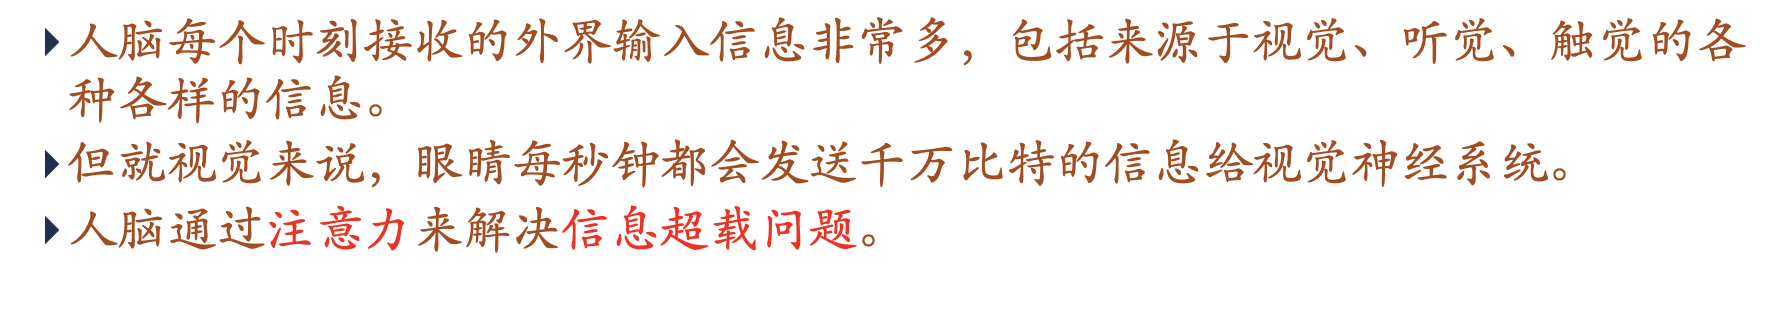 人脑每个时刻接收的外界输入信息非常多，包括来源于视觉、听觉、触觉的各
种各样的信息。
但就视觉来说，眼睛每秒钟都会发送千万比特的信息给视觉神经系统。
人脑通过注意力来解决信息超载问题。